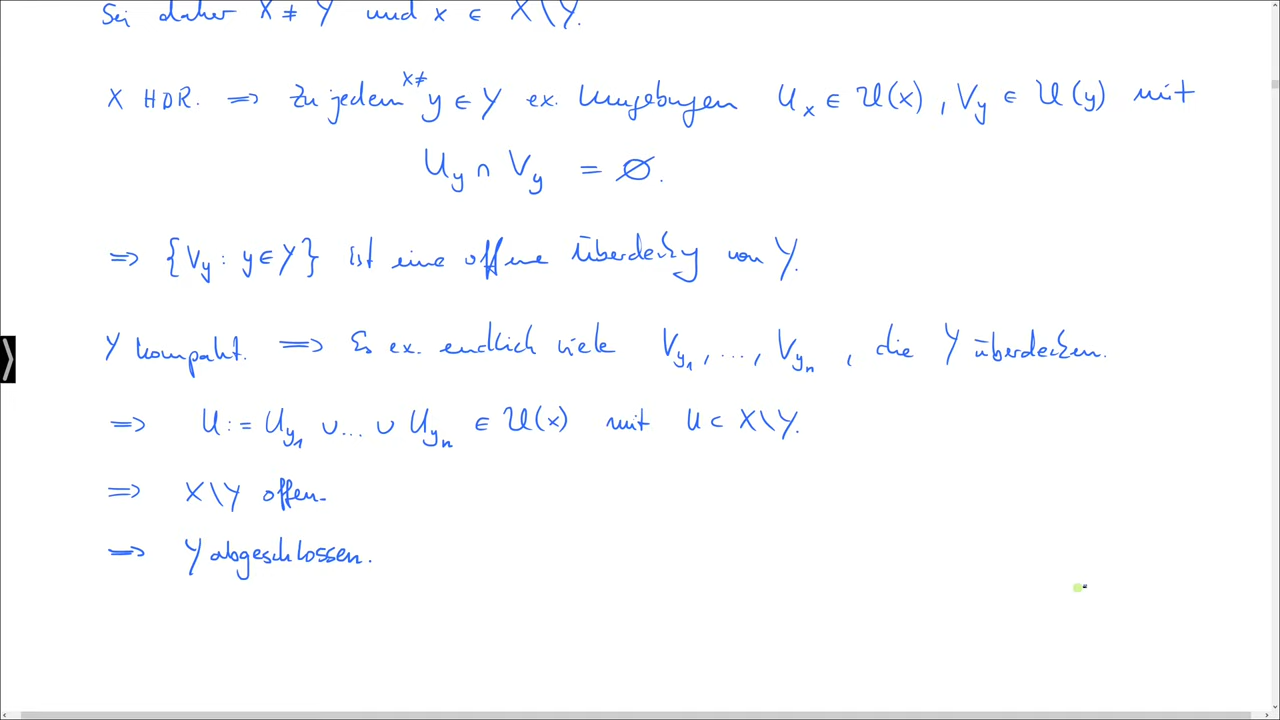 Sei daher X ≠ Y und x ∈ X\Y.
X HDR. ⇒ Zu jedem x≠ y ∈ Y ex. Umgebungen U_x ∈ 𝒰(x), V_y ∈ 𝒰(y) mit
U_y ∩ V_y = ∅.
⇒ {V_y : y ∈ Y} ist eine offene Überdeckg von Y.
Y kompakt. ⇒ Es ex. endlich viele V_{y_1}, ..., V_{y_n}, die Y überdecken.
⇒ U := U_{y_1} ∪ ... ∪ U_{y_n} ∈ 𝒰(x) mit U ⊂ X\Y.
⇒ X\Y offen.
⇒ Y abgeschlossen.